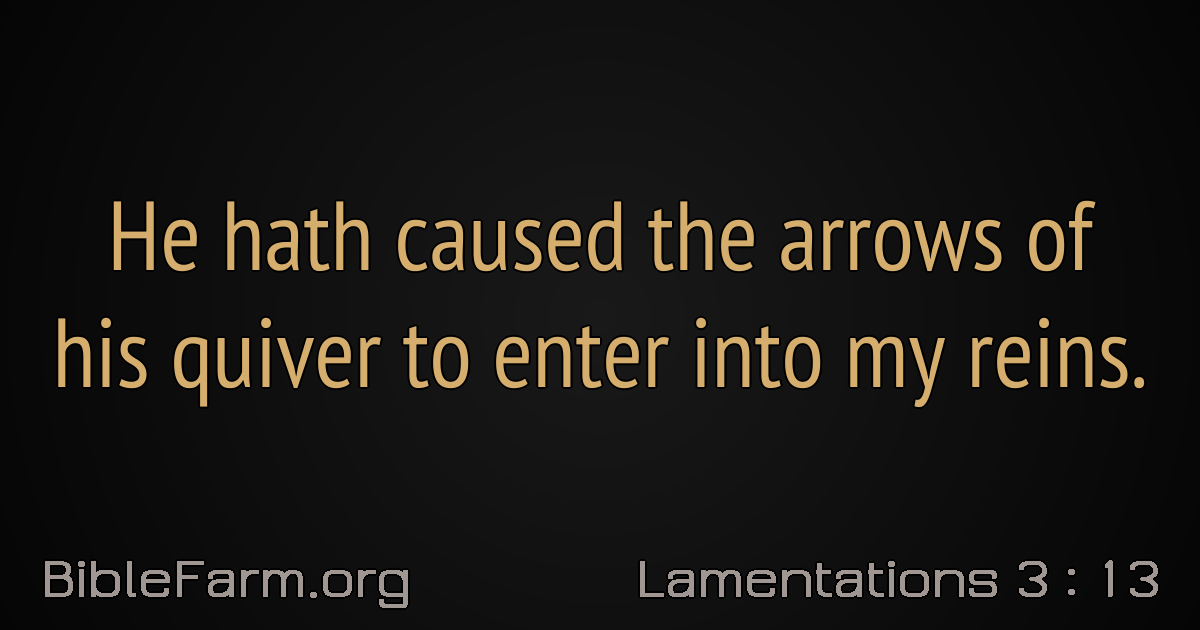 He hath caused the arrows of
his quiver to enter into my reins.
BibleFarm.org
Lamentations 3 : 13